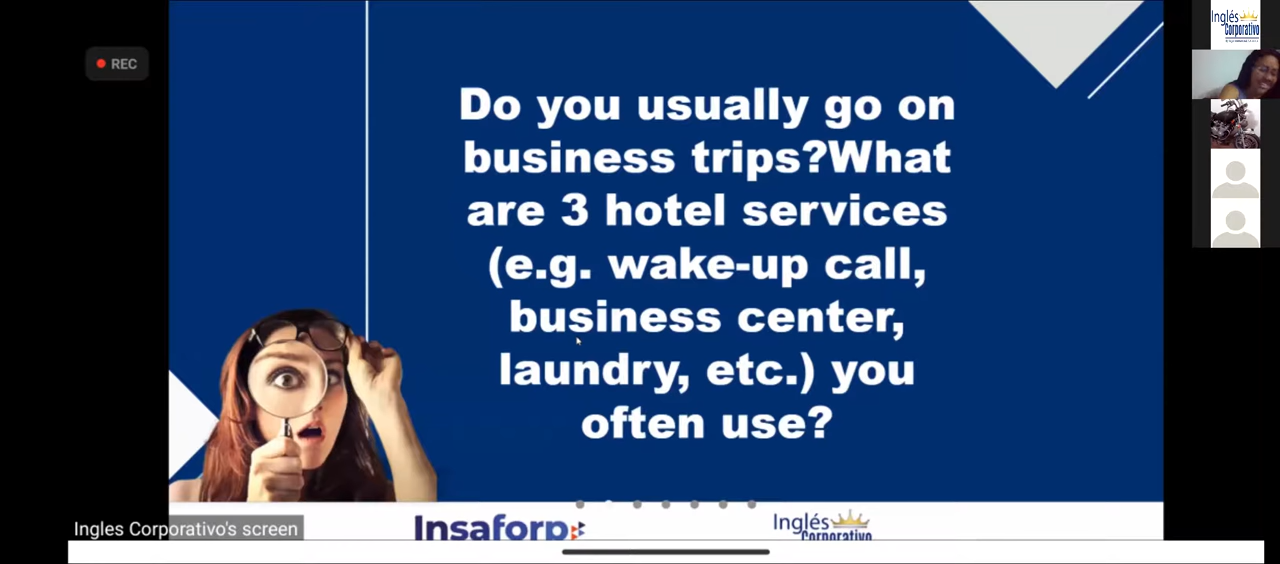 REC
Do you usually go on
business trips?What
are 3 hotel services
(e.g. wake-up call,
business center,
laundry, etc.) you
often use?
Ingles Corporativo's screen
Insaforp
Inglés
Corporativo
Inglés
Corporativo